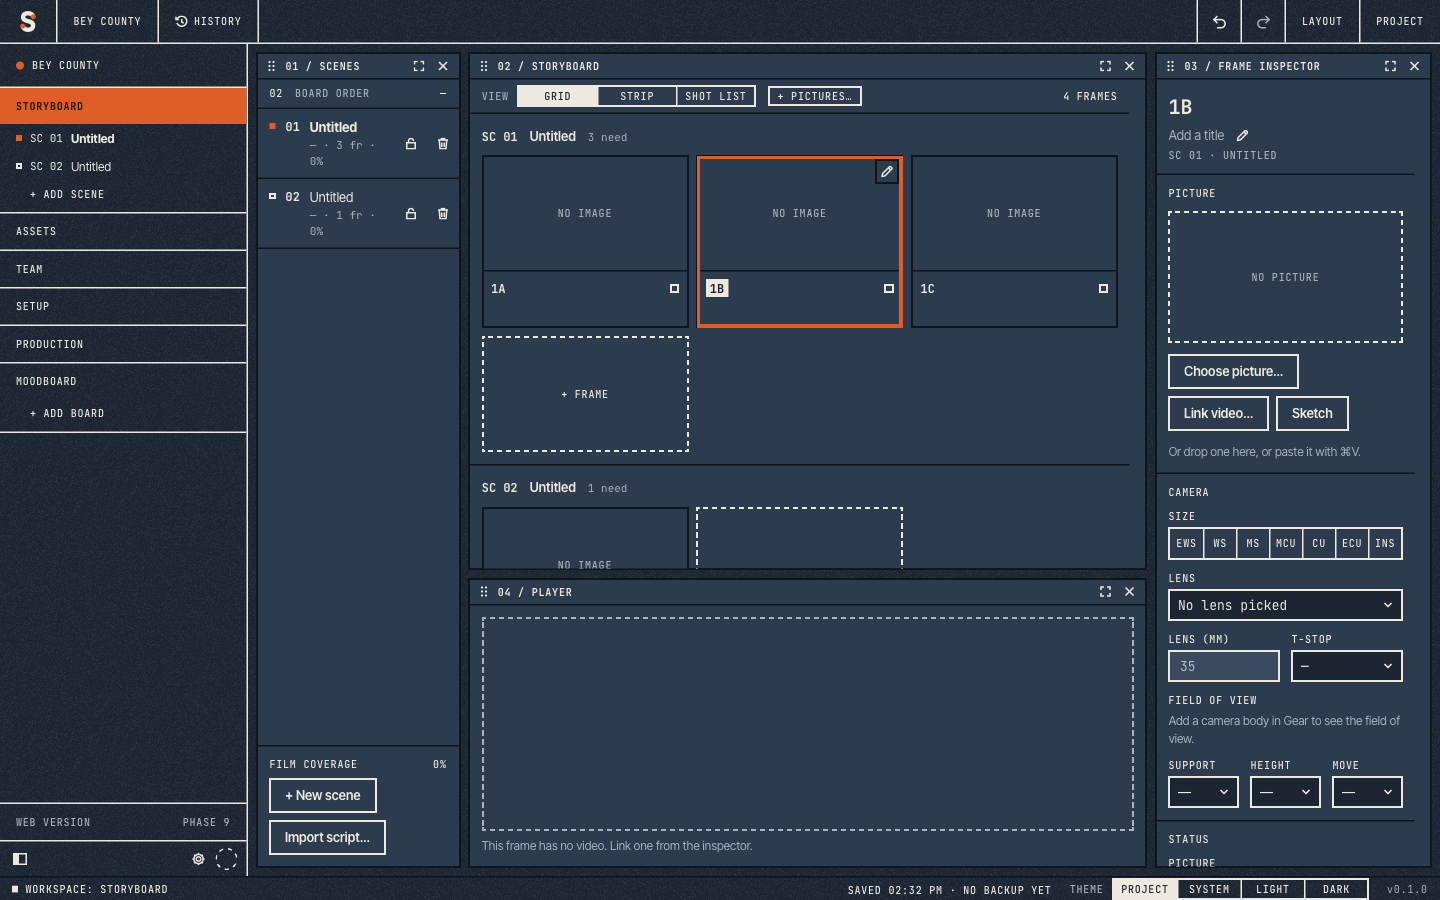 S
BEY COUNTY
HISTORY
LAYOUT
PROJECT
BEY COUNTY
STORYBOARD
SC 01 Untitled
SC 02 Untitled
+ ADD SCENE
ASSETS
TEAM
SETUP
PRODUCTION
MOODBOARD
+ ADD BOARD
WEB VERSION PHASE 9
01 / SCENES
02 BOARD ORDER —
01 Untitled
— · 3 fr ·
0%
02 Untitled
— · 1 fr ·
0%
FILM COVERAGE 0%
+ New scene
Import script...
02 / STORYBOARD
VIEW GRID STRIP SHOT LIST + PICTURES… 4 FRAMES
SC 01 Untitled 3 need
NO IMAGE NO IMAGE NO IMAGE
1A 1B 1C
+ FRAME
SC 02 Untitled 1 need
NO IMAGE
04 / PLAYER
This frame has no video. Link one from the inspector.
03 / FRAME INSPECTOR
1B
Add a title
SC 01 · UNTITLED
PICTURE
NO PICTURE
Choose picture...
Link video... Sketch
Or drop one here, or paste it with ⌘V.
CAMERA
SIZE
EWS WS MS MCU CU ECU INS
LENS
No lens picked
LENS (MM) T-STOP
35 —
FIELD OF VIEW
Add a camera body in Gear to see the field of
view.
SUPPORT HEIGHT MOVE
— — —
STATUS
PICTURE
WORKSPACE: STORYBOARD
SAVED 02:32 PM · NO BACKUP YET THEME PROJECT SYSTEM LIGHT DARK v0.1.0